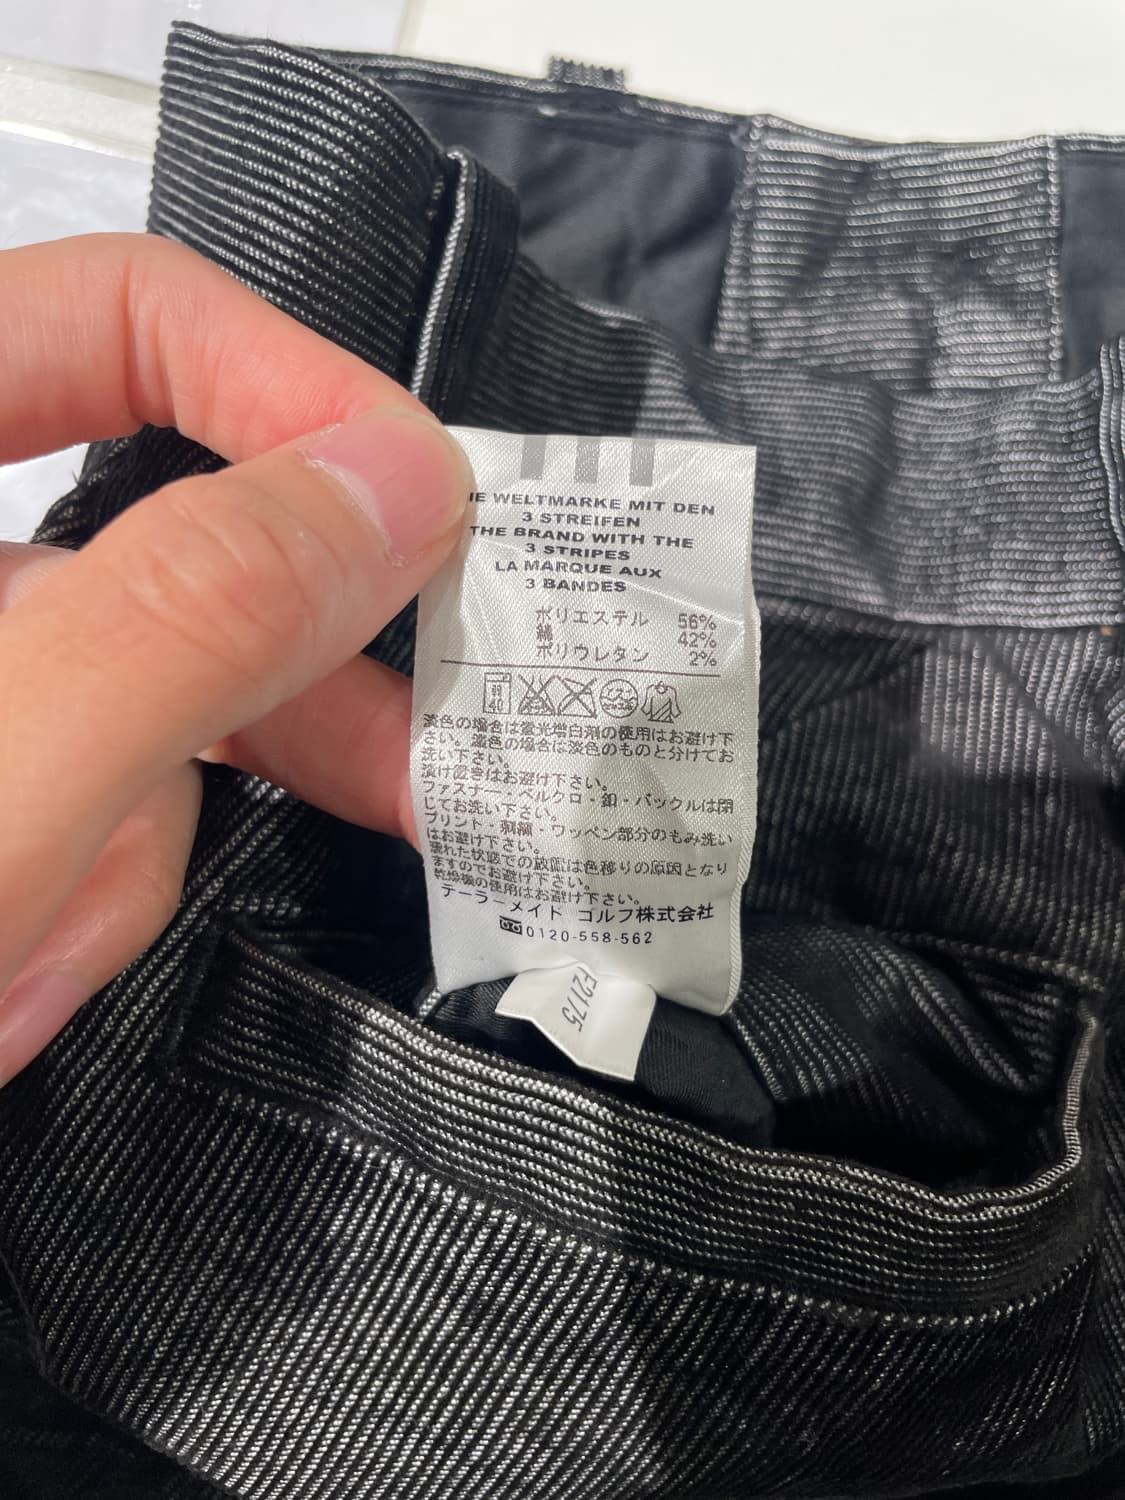 IE WELTMARKE MIT DEN
3 STREIFEN
THE BRAND WITH THE
3 STRIPES
LA MARQUE AUX
3 BANDES
ポリエステル 56%
綿 42%
ポリウレタン 2%
40
淡色の場合は蛍光増白剤の使用はお避け下
さい。濃色の場合は淡色のものと分けてお
洗い下さい。
漬け置きはお避け下さい。
ファスナー・ベルクロ・釦・バックルは閉
じてお洗い下さい。
プリント・刺繍・ワッペン部分のもみ洗い
はお避け下さい。
濡れた状態での放置は色移りの原因となり
ますのでお避け下さい。
乾燥機の使用はお避け下さい。
テーラーメイド ゴルフ株式会社
0120-558-562
F2175